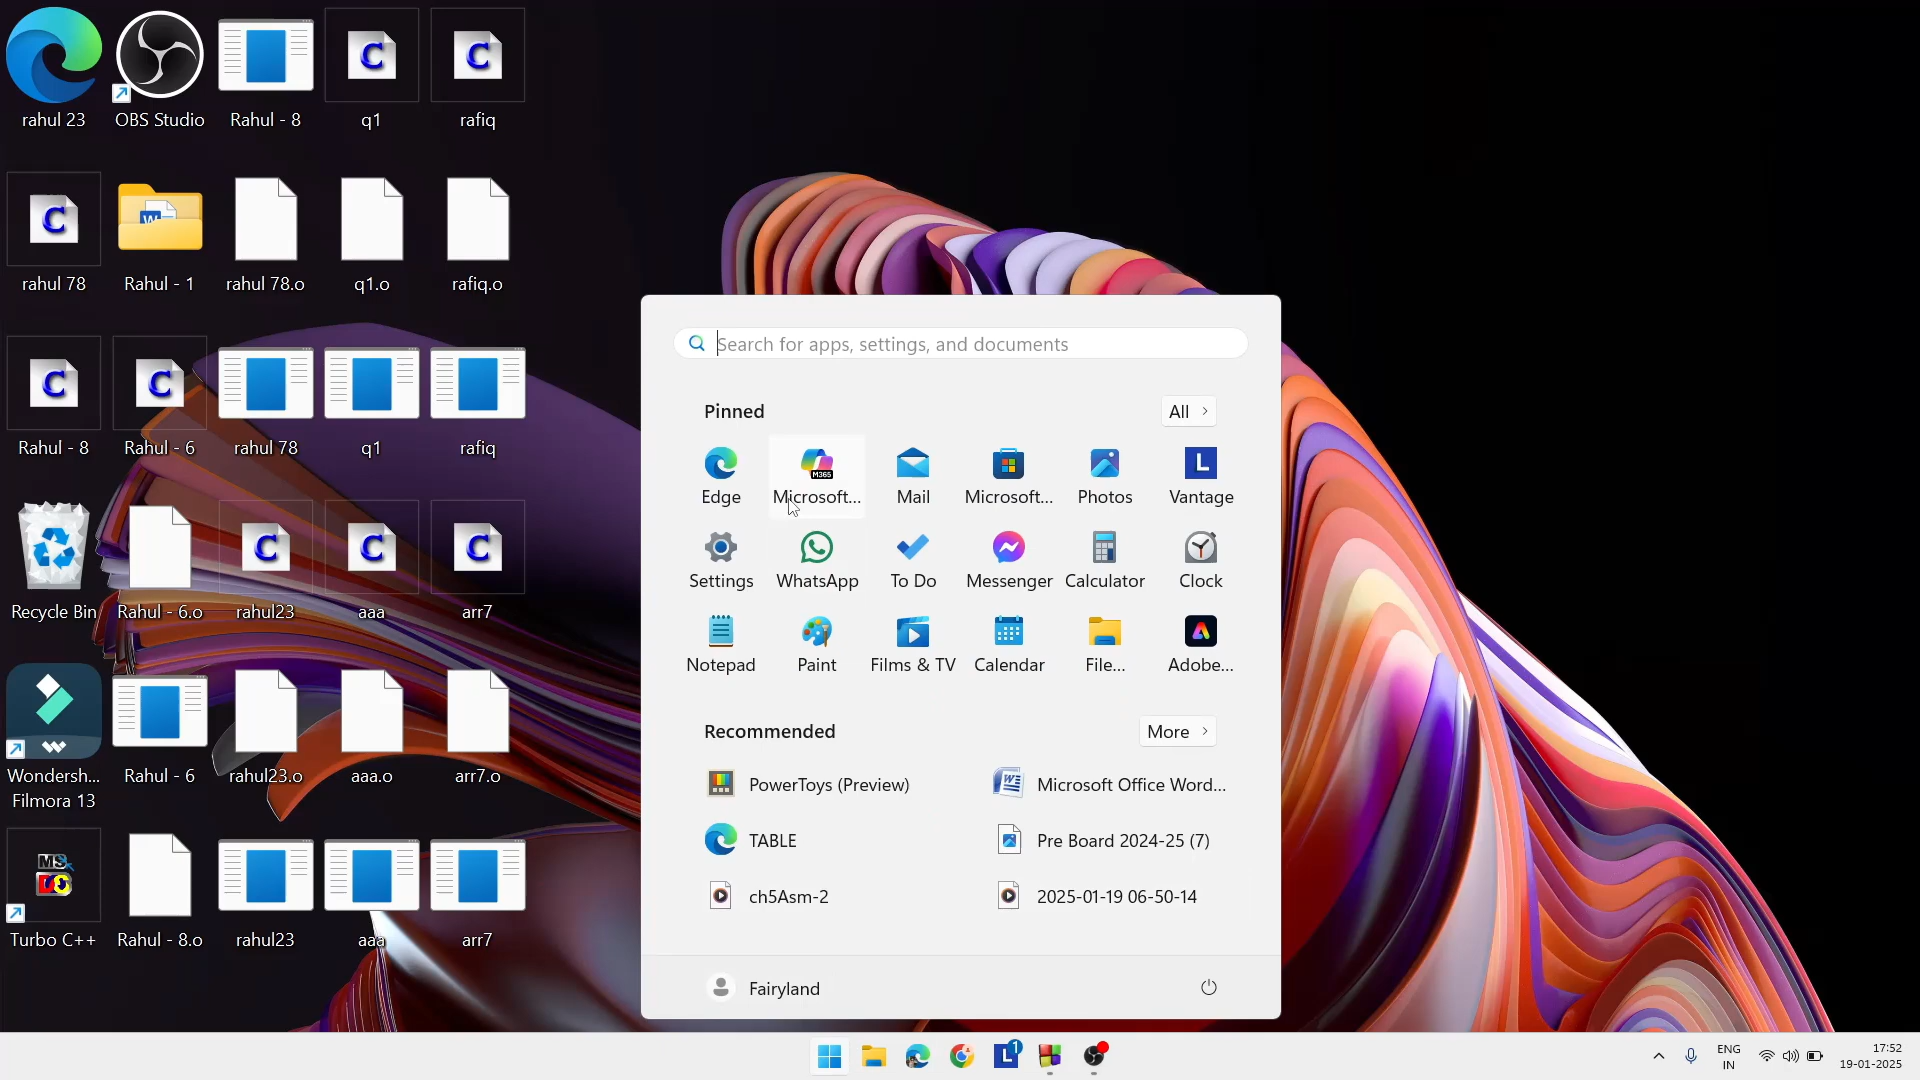 rahul 23
OBS Studio
Rahul - 8
q1
rafiq
rahul 78
Rahul - 1
rahul 78.o
q1.o
rafiq.o
Rahul - 8
Rahul - 6
rahul 78
q1
rafiq
Recycle Bin
Rahul - 6.o
rahul23
aaa
arr7
Wondersh...
Filmora 13
Rahul - 6
rahul23.o
aaa.o
arr7.o
Turbo C++
Rahul - 8.o
rahul23
aaa
arr7
Search for apps, settings, and documents
Pinned
All
M365
Edge
Microsoft...
Mail
Microsoft...
Photos
Vantage
Settings
WhatsApp
To Do
Messenger
Calculator
Clock
Notepad
Paint
Films & TV
Calendar
File...
Adobe...
Recommended
More
PowerToys (Preview)
Microsoft Office Word...
TABLE
Pre Board 2024-25 (7)
ch5Asm-2
2025-01-19 06-50-14
Fairyland
ENG
IN
17:52
19-01-2025